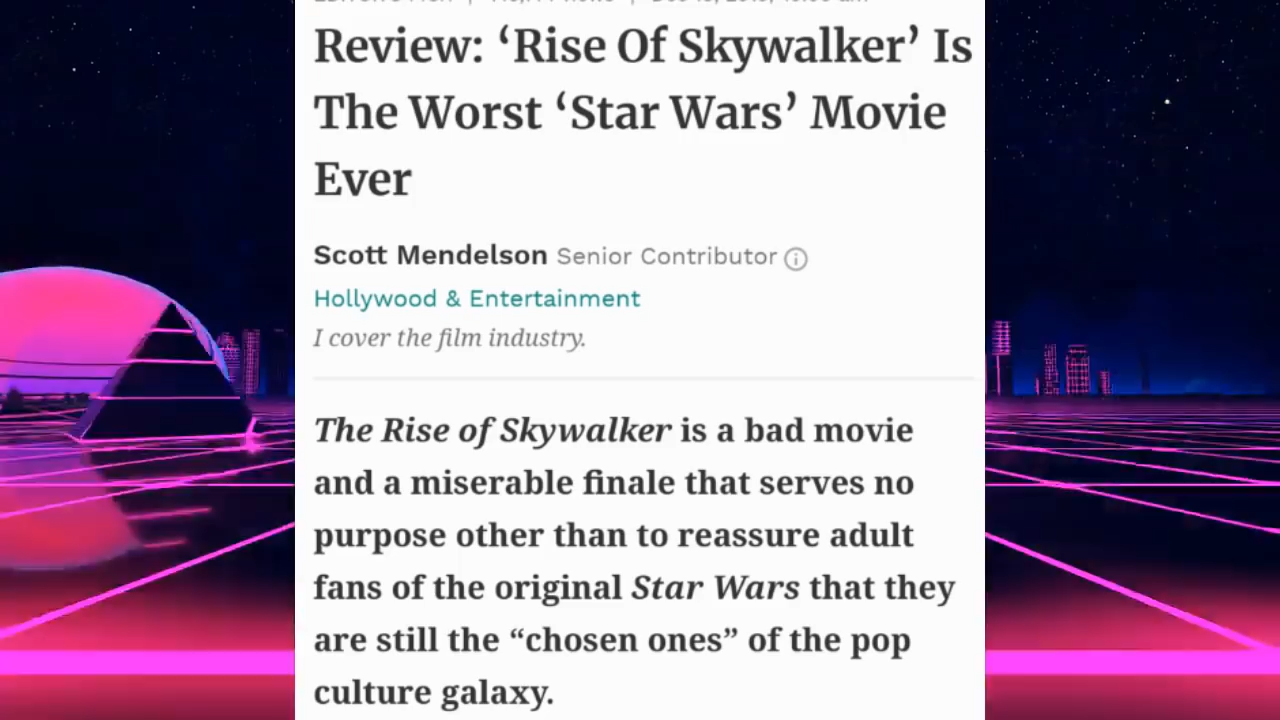 Review: ‘Rise Of Skywalker’ Is
The Worst ‘Star Wars’ Movie
Ever
Scott Mendelson Senior Contributor
Hollywood & Entertainment
I cover the film industry.
The Rise of Skywalker is a bad movie
and a miserable finale that serves no
purpose other than to reassure adult
fans of the original Star Wars that they
are still the “chosen ones” of the pop
culture galaxy.